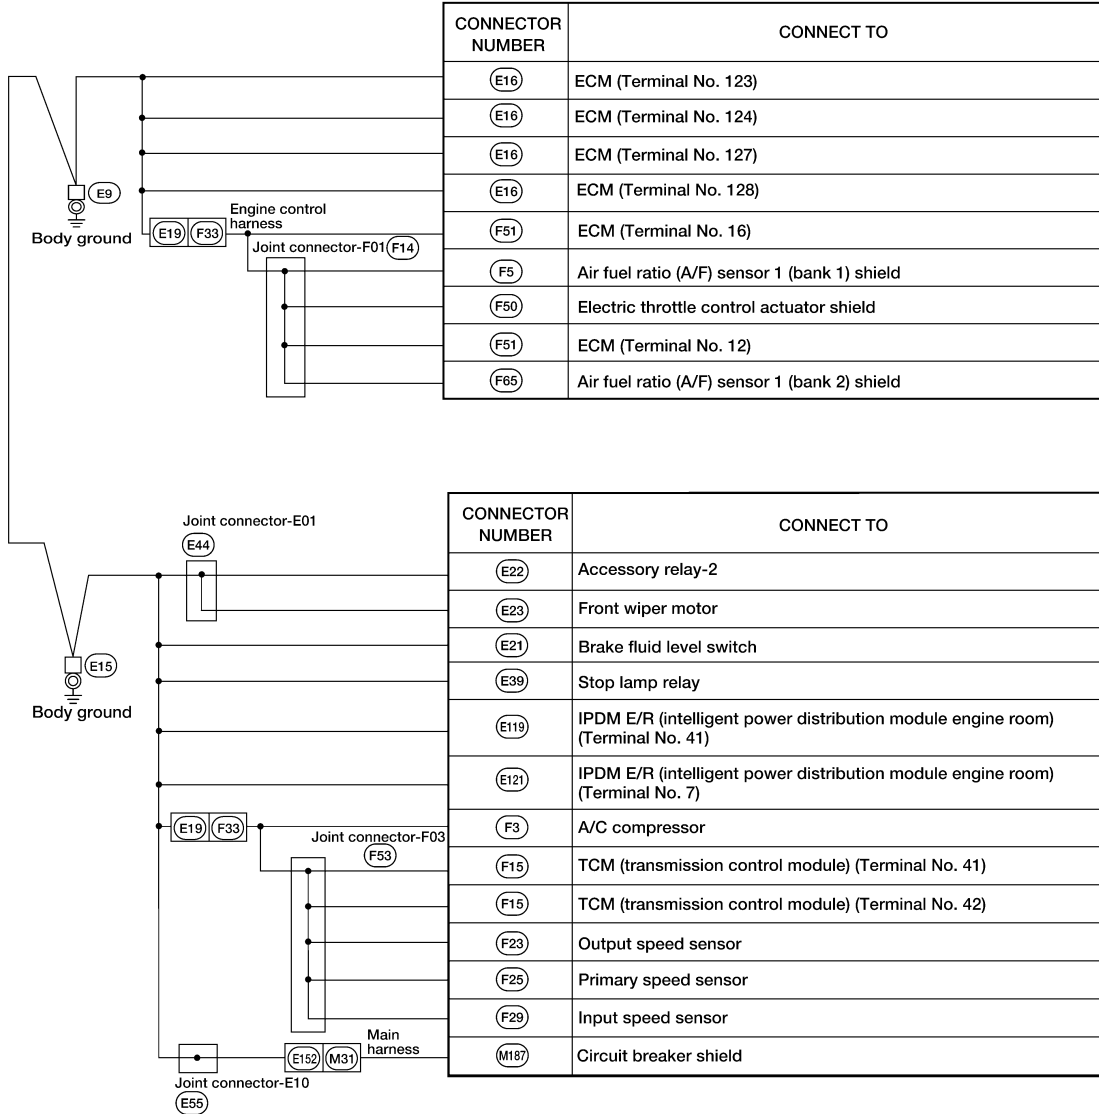 CONNECTOR
NUMBER
CONNECT TO
E16
ECM (Terminal No. 123)
E16
ECM (Terminal No. 124)
E16
ECM (Terminal No. 127)
E16
ECM (Terminal No. 128)
E9
Body ground
E19 F33
Engine control
harness
F51
ECM (Terminal No. 16)
Joint connector-F01 F14
F5
Air fuel ratio (A/F) sensor 1 (bank 1) shield
F50
Electric throttle control actuator shield
F51
ECM (Terminal No. 12)
F65
Air fuel ratio (A/F) sensor 1 (bank 2) shield
CONNECTOR
NUMBER
CONNECT TO
Joint connector-E01
E44
E22
Accessory relay-2
E23
Front wiper motor
E21
Brake fluid level switch
E15
Body ground
E39
Stop lamp relay
E119
IPDM E/R (intelligent power distribution module engine room)
(Terminal No. 41)
E121
IPDM E/R (intelligent power distribution module engine room)
(Terminal No. 7)
E19 F33
F3
A/C compressor
Joint connector-F03
F53
F15
TCM (transmission control module) (Terminal No. 41)
F15
TCM (transmission control module) (Terminal No. 42)
F23
Output speed sensor
F25
Primary speed sensor
F29
Input speed sensor
Main
harness
E152 M31
M187
Circuit breaker shield
Joint connector-E10
E55